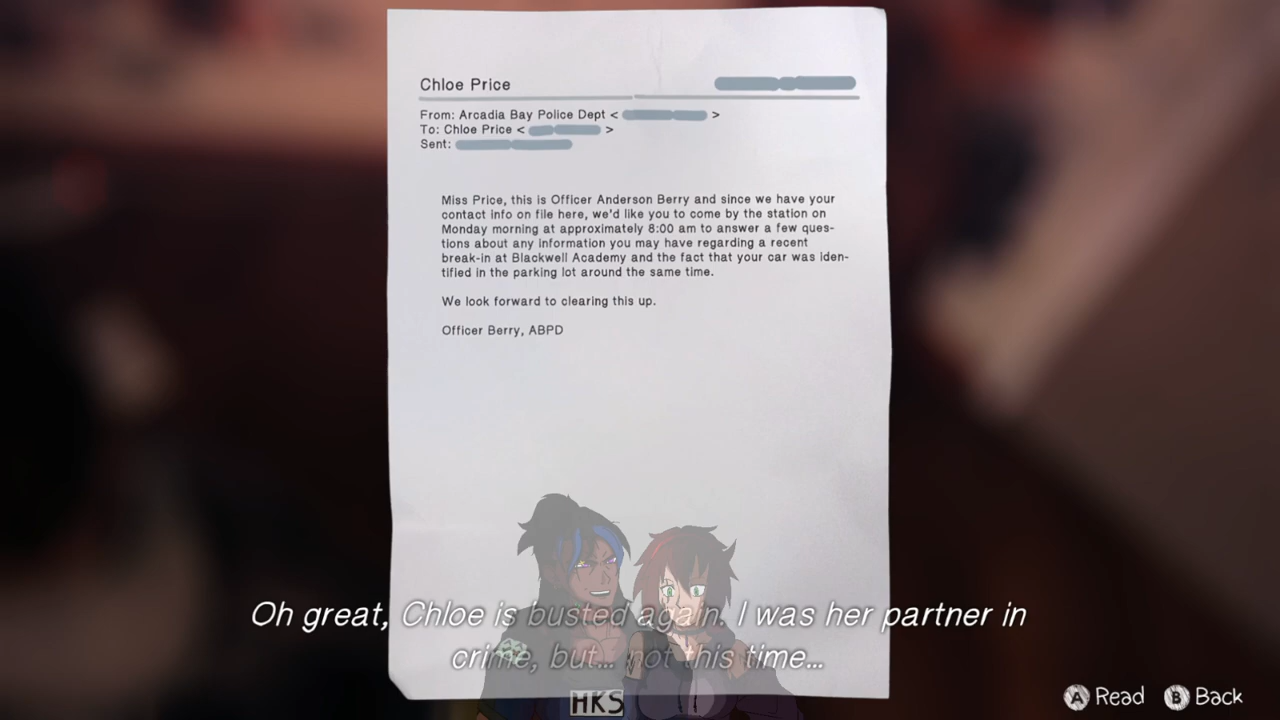 Chloe Price
From: Arcadia Bay Police Dept < >
To: Chloe Price < >
Sent:
Miss Price, this is Officer Anderson Berry and since we have your
contact info on file here, we'd like you to come by the station on
Monday morning at approximately 8:00 am to answer a few ques-
tions about any information you may have regarding a recent
break-in at Blackwell Academy and the fact that your car was iden-
tified in the parking lot around the same time.
We look forward to clearing this up.
Officer Berry, ABPD
Oh great, Chloe is busted again. I was her partner in
crime, but... not this time...
HKS
A Read B Back